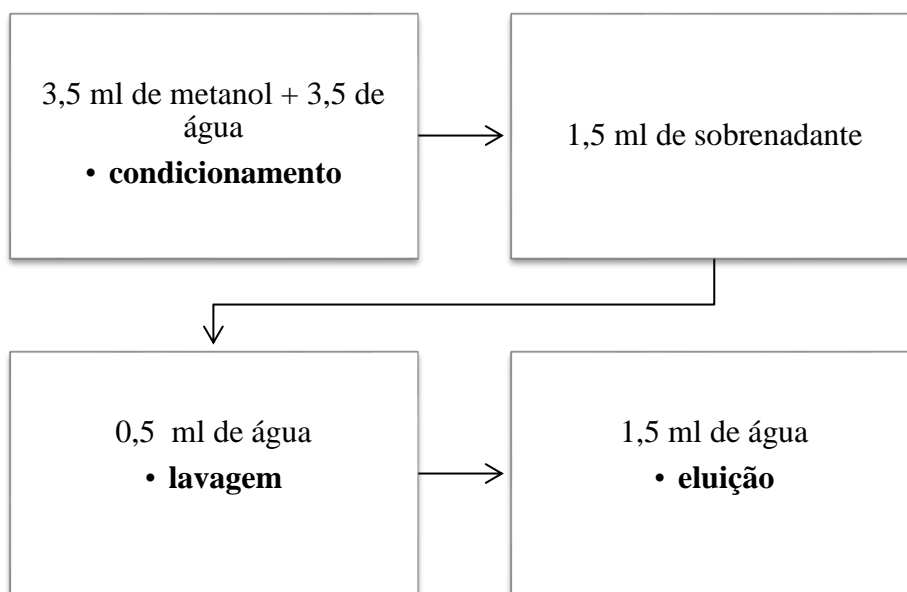 3,5 ml de metanol + 3,5 de
água
• condicionamento
1,5 ml de sobrenadante
0,5 ml de água
• lavagem
1,5 ml de água
• eluição